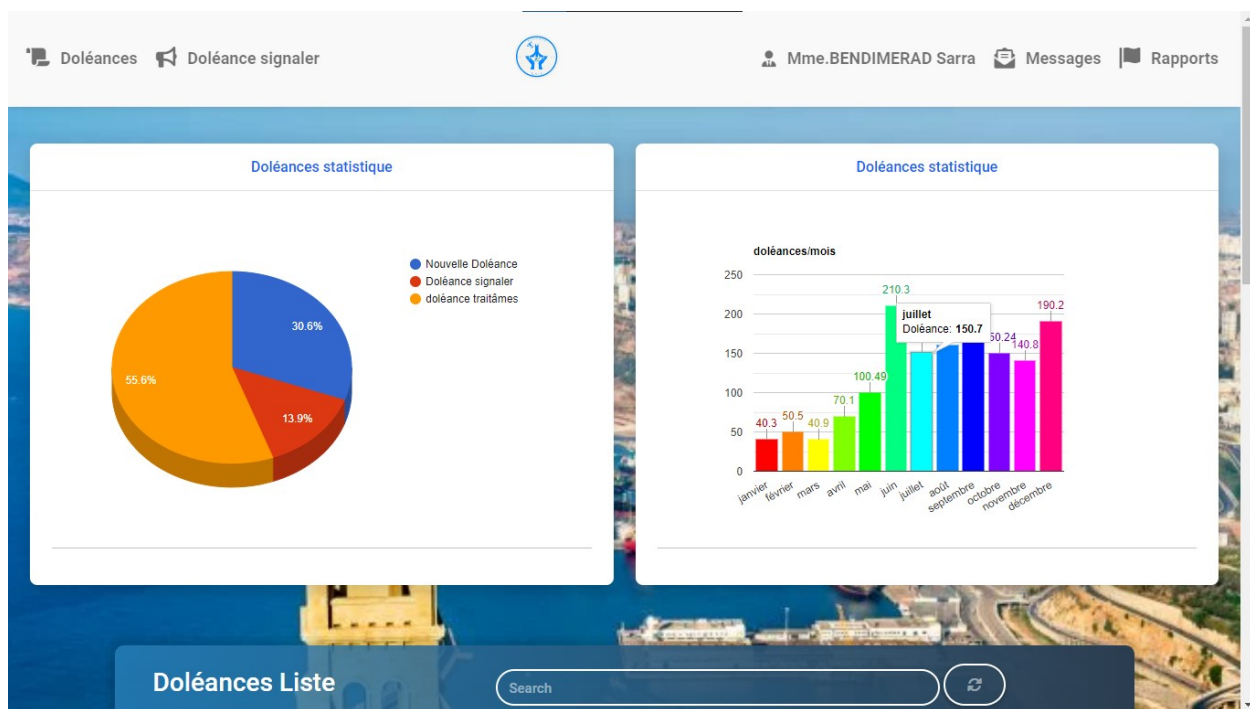 Doléances
Doléance signaler
Mme.BENDIMERAD Sarra
Messages
Rapports
Doléances statistique
30.6%
55.6%
13.9%
Nouvelle Doléance
Doléance signaler
doléance traitâmes
Doléances statistique
doléances/mois
250
200
150
100
50
0
40.3
50.5
40.9
70.1
100.49
210.3
juillet
Doléance: 150.7
50.24
140.8
190.2
janvier
février
mars
avril
mai
juin
juillet
août
septembre
octobre
novembre
décembre
Doléances Liste
Search